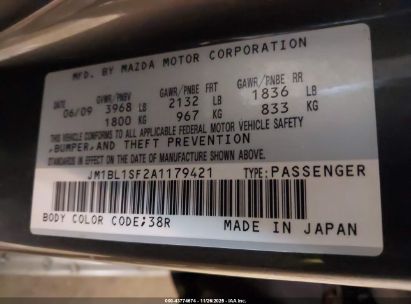 MFD. BY MAZDA MOTOR CORPORATION
DATE GVWR/PNBV GAWR/PNBE FRT GAWR/PNBE RR
06/09 3968 LB 2132 LB 1836 LB
1800 KG 967 KG 833 KG
THIS VEHICLE CONFORMS TO ALL APPLICABLE FEDERAL MOTOR VEHICLE SAFETY
,BUMPER,AND THEFT PREVENTION
STANDARDS IN EFFECT ON THE DATE OF MANUFACTURE SHOWN ABOVE.
JM1BL1SF2A1179421 TYPE:PASSENGER
BODY COLOR CODE;38R MADE IN JAPAN